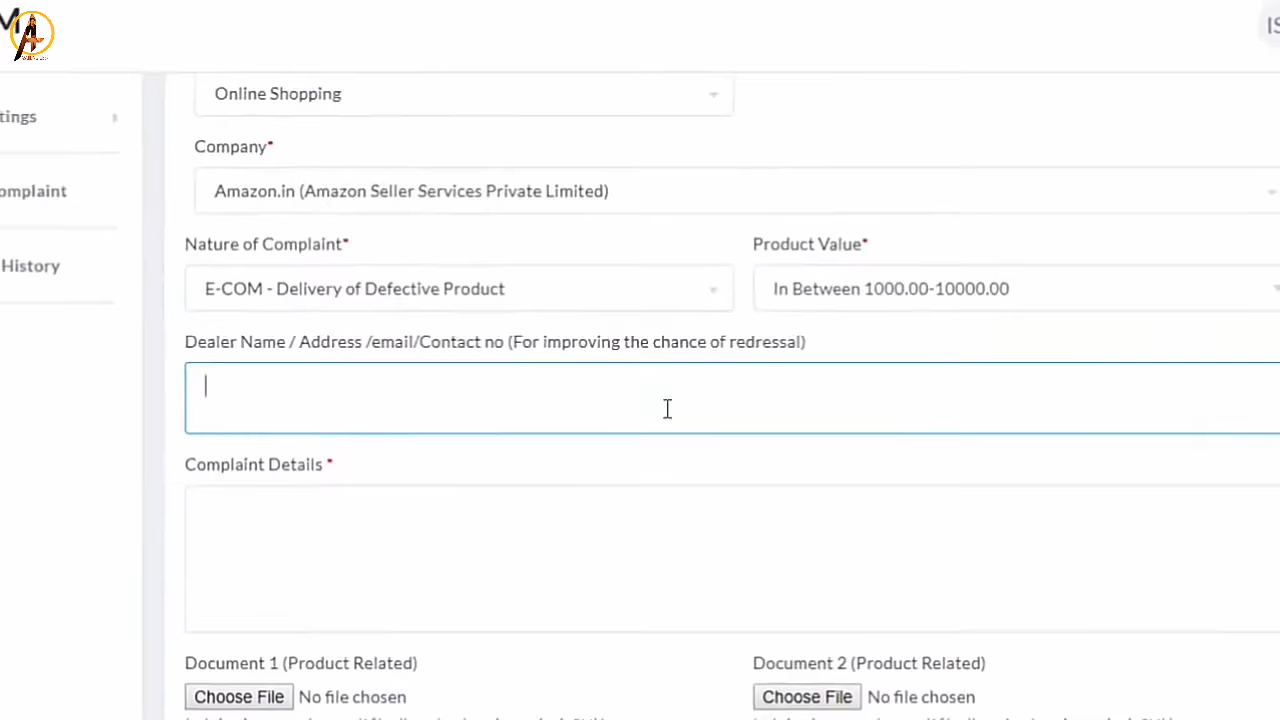 M
IS
Online Shopping
tings
Company*
Amazon.in (Amazon Seller Services Private Limited)
omplaint
Nature of Complaint*
Product Value*
History
E-COM - Delivery of Defective Product
In Between 1000.00-10000.00
Dealer Name / Address /email/Contact no (For improving the chance of redressal)
Complaint Details *
Document 1 (Product Related)
Document 2 (Product Related)
Choose File No file chosen
Choose File No file chosen